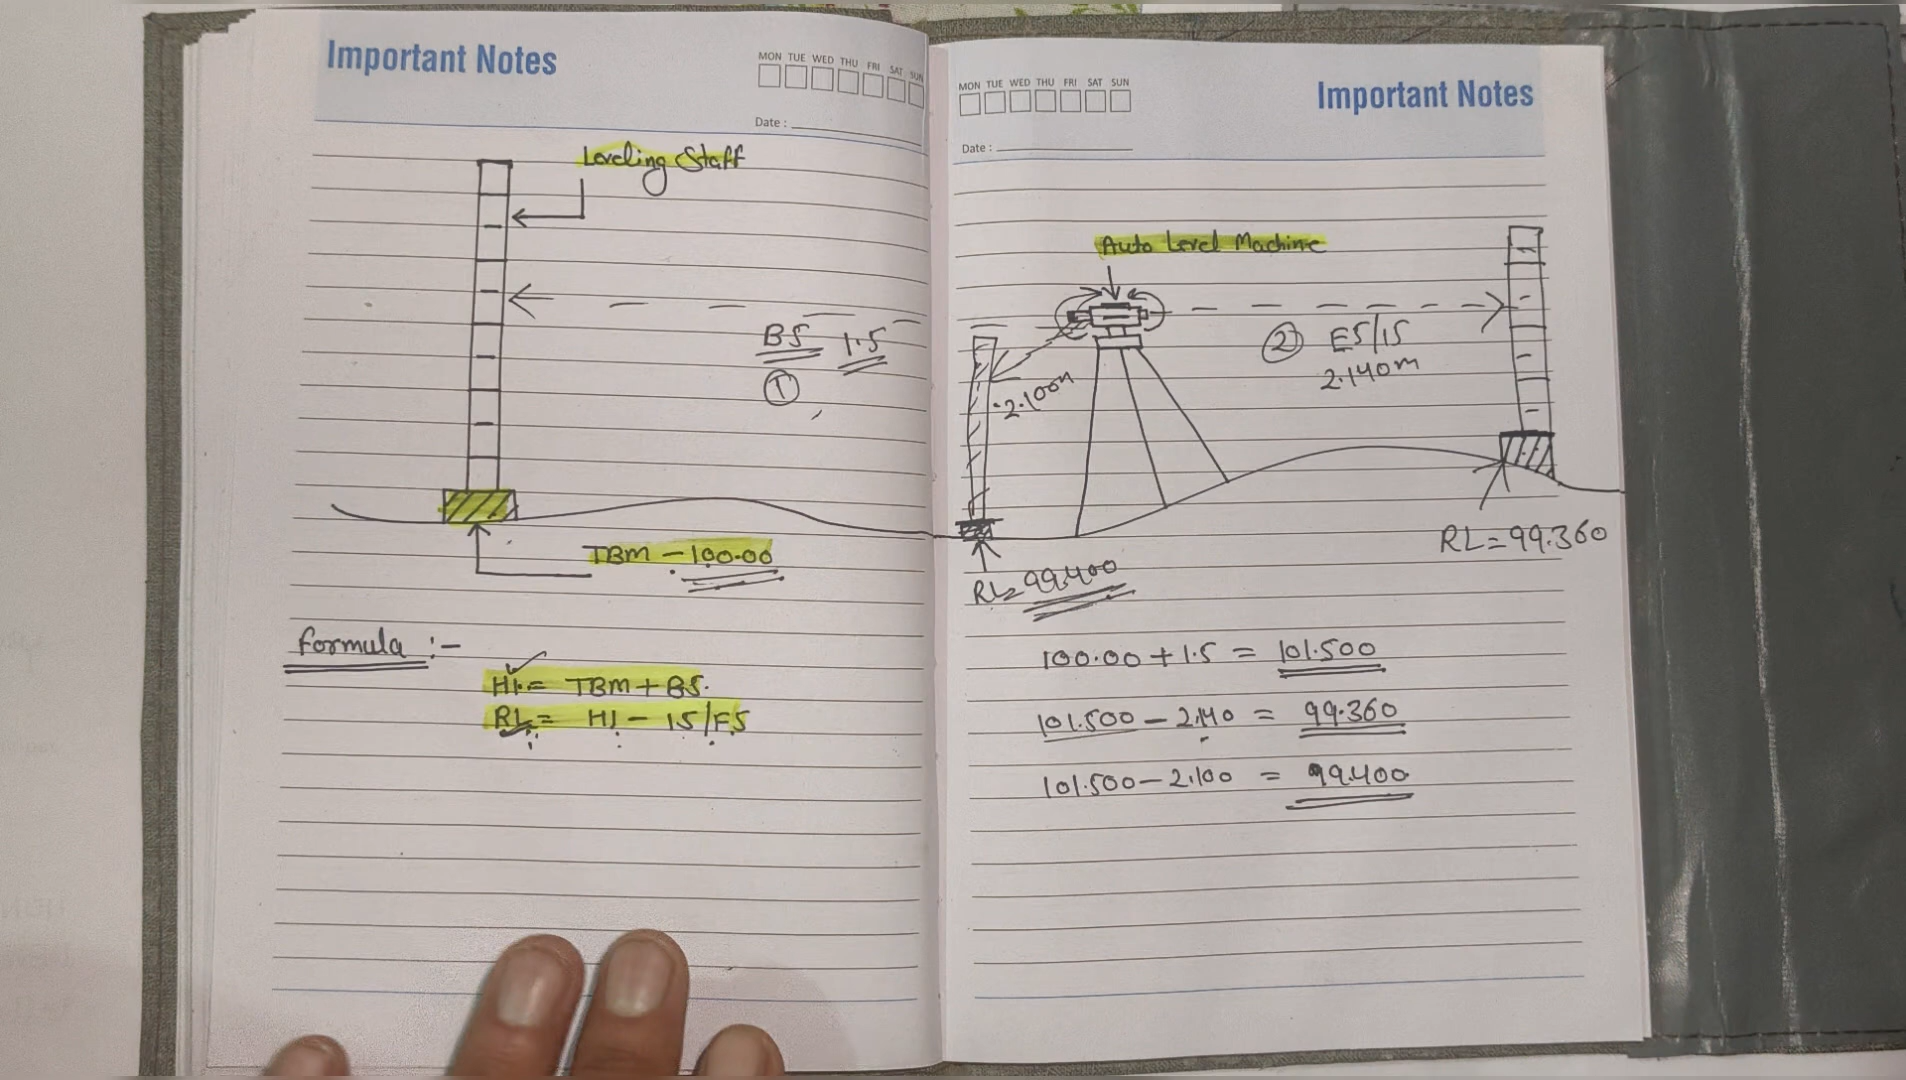 Important Notes
MON TUE WED THU FRI SAT SUN
Date :
Leveling Staff
BS 1.5
1
TBM - 100.00
formula :-
HI = TBM + BS.
RL = HI - IS/FS
MON TUE WED THU FRI SAT SUN
Important Notes
Date :
Auto Level Machine
2 FS/IS
2.140m
2.100m
RL = 99.360
RL = 99.400
100.00 + 1.5 = 101.500
101.500 - 2.140 = 99.360
101.500 - 2.100 = 99.400